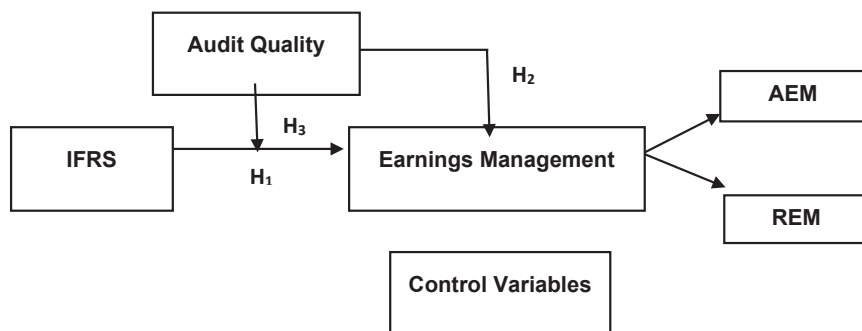 Audit Quality
H₂
AEM
IFRS
H₃
Earnings Management
H₁
REM
Control Variables